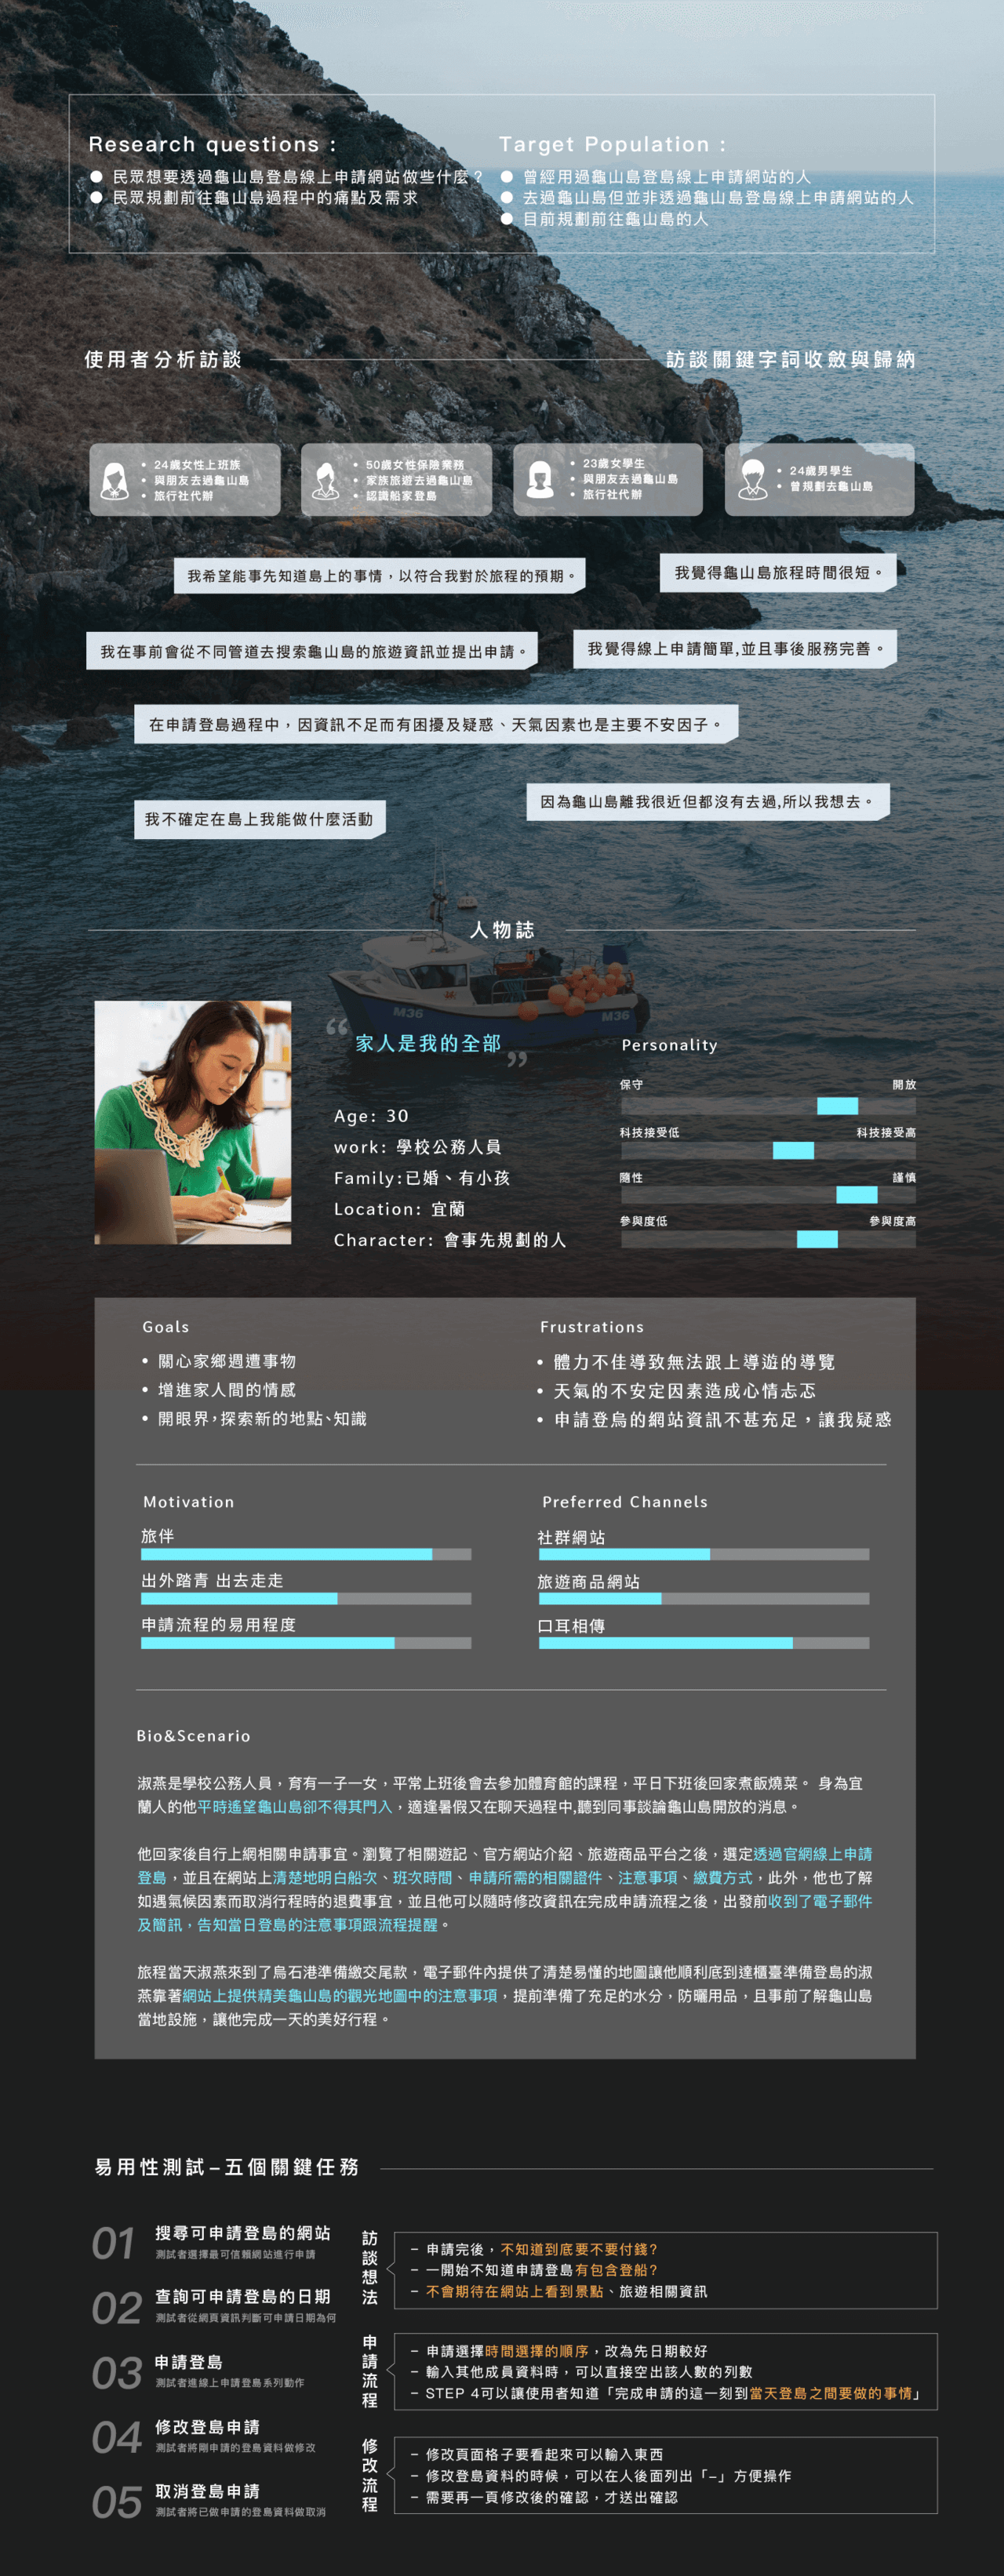 Research questions :
● 民眾想要透過龜山島登島線上申請網站做些什麼？
● 民眾規劃前往龜山島過程中的痛點及需求
Target Population :
● 曾經用過龜山島登島線上申請網站的人
● 去過龜山島但並非透過龜山島登島線上申請網站的人
● 目前規劃前往龜山島的人
使用者分析訪談
訪談關鍵字詞收斂與歸納
• 24歲女性上班族
• 與朋友去過龜山島
• 旅行社代辦
• 50歲女性保險業務
• 家族旅遊去過龜山島
• 認識船家登島
• 23歲女學生
• 與朋友去過龜山島
• 旅行社代辦
• 24歲男學生
• 曾規劃去龜山島
我希望能事先知道島上的事情，以符合我對於旅程的預期。
我覺得龜山島旅程時間很短。
我在事前會從不同管道去搜索龜山島的旅遊資訊並提出申請。
我覺得線上申請簡單,並且事後服務完善。
在申請登島過程中，因資訊不足而有困擾及疑惑、天氣因素也是主要不安因子。
因為龜山島離我很近但都沒有去過,所以我想去。
我不確定在島上我能做什麼活動
人物誌
M36
M36
“家人是我的全部”
Age: 30
work: 學校公務人員
Family:已婚、有小孩
Location: 宜蘭
Character: 會事先規劃的人
Personality
保守 開放
科技接受低 科技接受高
隨性 謹慎
參與度低 參與度高
Goals
• 關心家鄉週遭事物
• 增進家人間的情感
• 開眼界,探索新的地點、知識
Frustrations
• 體力不佳導致無法跟上導遊的導覽
• 天氣的不安定因素造成心情忐忑
• 申請登島的網站資訊不甚充足，讓我疑惑
Motivation
旅伴
出外踏青 出去走走
申請流程的易用程度
Preferred Channels
社群網站
旅遊商品網站
口耳相傳
Bio&Scenario
淑燕是學校公務人員，育有一子一女，平常上班後會去參加體育館的課程，平日下班後回家煮飯燒菜。 身為宜
蘭人的他平時遙望龜山島卻不得其門入，適逢暑假又在聊天過程中,聽到同事談論龜山島開放的消息。
他回家後自行上網相關申請事宜。瀏覽了相關遊記、官方網站介紹、旅遊商品平台之後，選定透過官網線上申請
登島，並且在網站上清楚地明白船次、班次時間、申請所需的相關證件、注意事項、繳費方式，此外，他也了解
如遇氣候因素而取消行程時的退費事宜，並且他可以隨時修改資訊在完成申請流程之後，出發前收到了電子郵件
及簡訊，告知當日登島的注意事項跟流程提醒。
旅程當天淑燕來到了烏石港準備繳交尾款，電子郵件內提供了清楚易懂的地圖讓他順利底到達櫃臺準備登島的淑
燕靠著網站上提供精美龜山島的觀光地圖中的注意事項，提前準備了充足的水分，防曬用品，且事前了解龜山島
當地設施，讓他完成一天的美好行程。
易用性測試–五個關鍵任務
01 搜尋可申請登島的網站
測試者選擇最可信賴網站進行申請
02 查詢可申請登島的日期
測試者從網頁資訊判斷可申請日期為何
03 申請登島
測試者進線上申請登島系列動作
04 修改登島申請
測試者將剛申請的登島資料做修改
05 取消登島申請
測試者將已做申請的登島資料做取消
訪談想法
– 申請完後，不知道到底要不要付錢?
– 一開始不知道申請登島有包含登船?
– 不會期待在網站上看到景點、旅遊相關資訊
申請流程
– 申請選擇時間選擇的順序，改為先日期較好
– 輸入其他成員資料時，可以直接空出該人數的列數
– STEP 4可以讓使用者知道「完成申請的這一刻到當天登島之間要做的事情」
修改流程
– 修改頁面格子要看起來可以輸入東西
– 修改登島資料的時候，可以在人後面列出「–」方便操作
– 需要再一頁修改後的確認，才送出確認